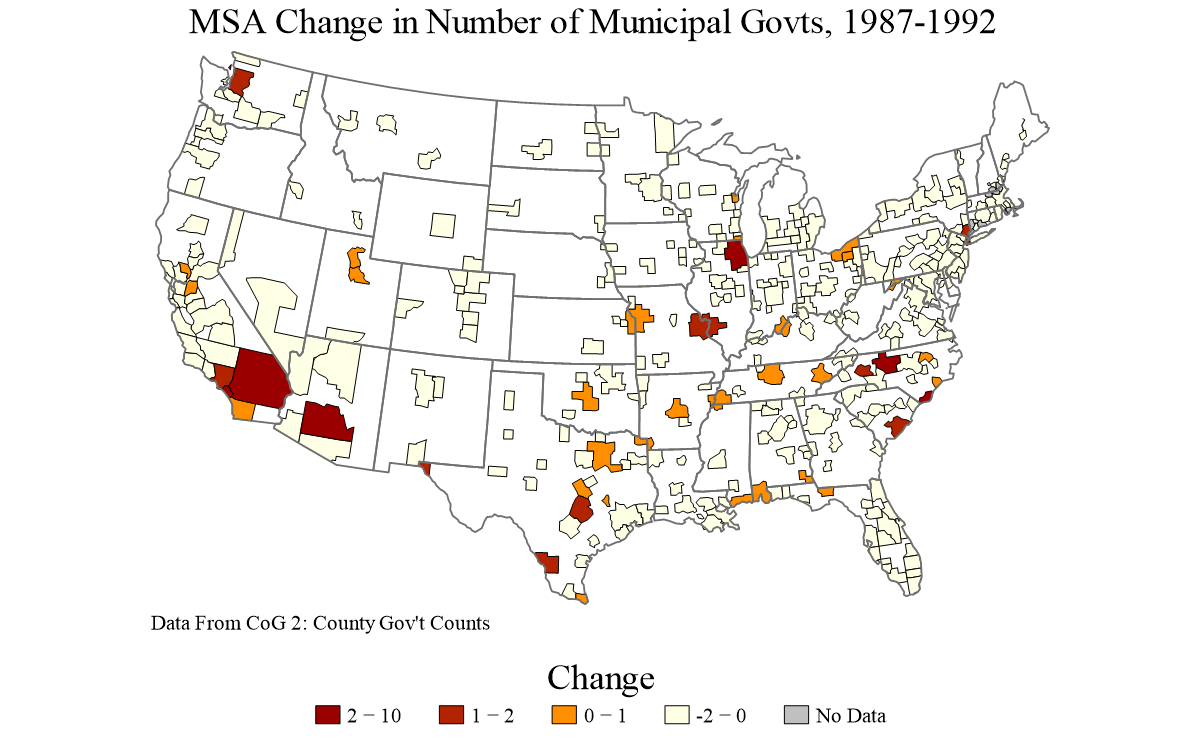 MSA Change in Number of Municipal Govts, 1987-1992
Data From CoG 2: County Gov't Counts
Change
2 − 10
1 − 2
0 − 1
-2 − 0
No Data